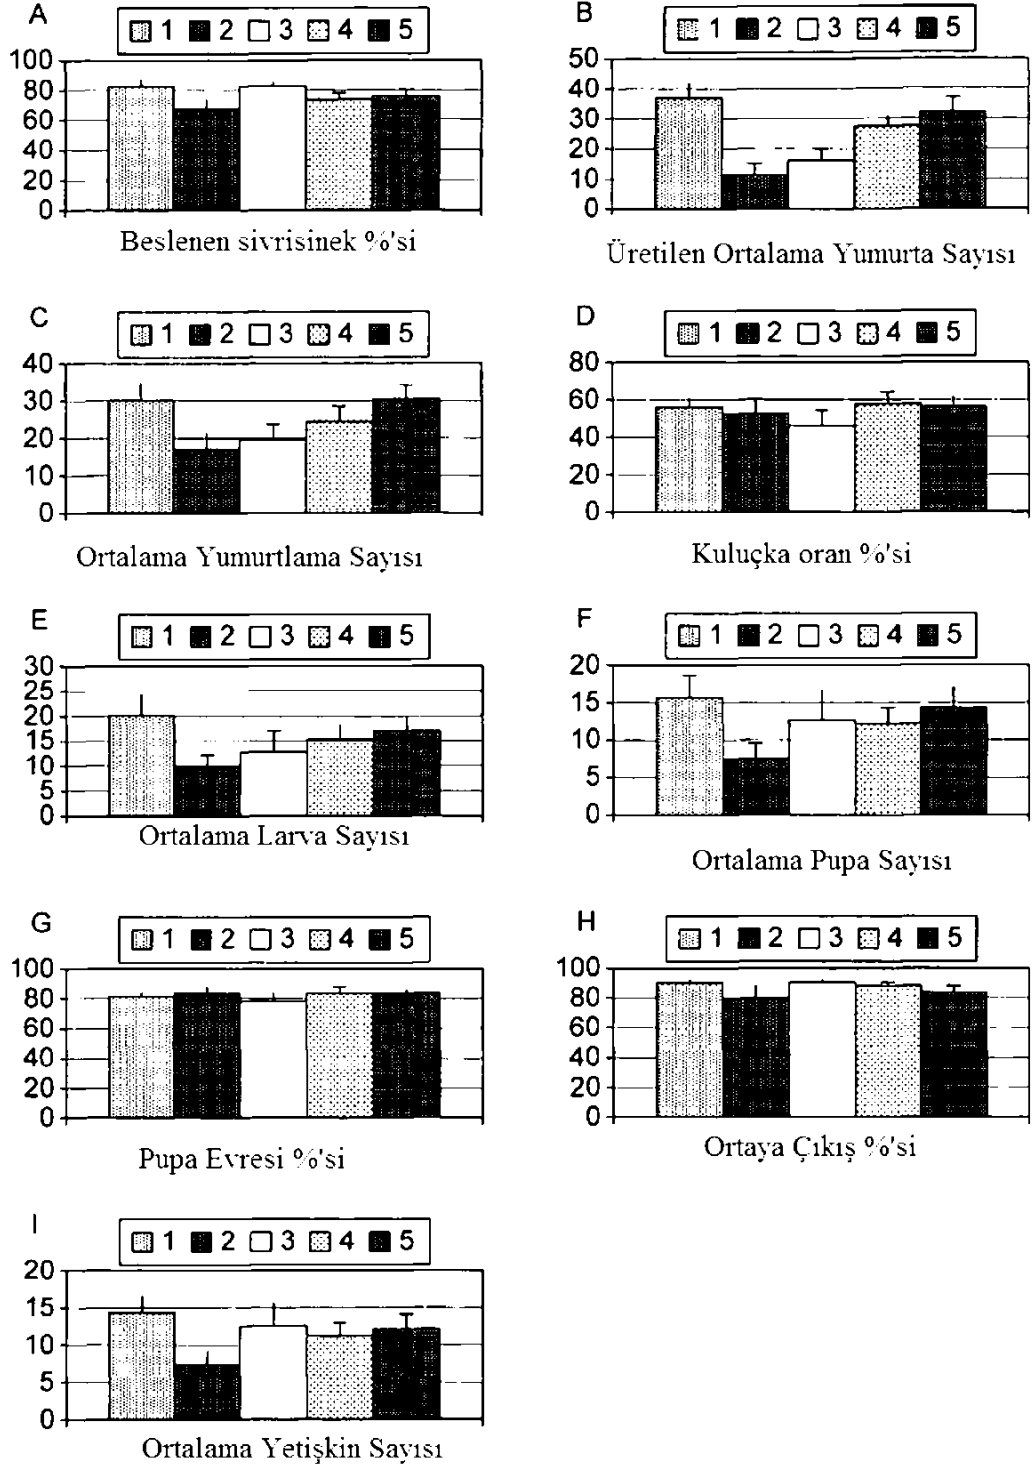 A
1 2 3 4 5
100
80
60
40
20
0
Beslenen sivrisinek %'si
B
1 2 3 4 5
50
40
30
20
10
0
Üretilen Ortalama Yumurta Sayısı
C
1 2 3 4 5
40
30
20
10
0
Ortalama Yumurtlama Sayısı
D
1 2 3 4 5
80
60
40
20
0
Kuluçka oran %'si
E
1 2 3 4 5
30
25
20
15
10
5
0
Ortalama Larva Sayısı
F
1 2 3 4 5
20
15
10
5
0
Ortalama Pupa Sayısı
G
1 2 3 4 5
100
80
60
40
20
0
Pupa Evresi %'si
H
1 2 3 4 5
100
80
60
40
20
0
Ortaya Çıkış %'si
I
1 2 3 4 5
20
15
10
5
0
Ortalama Yetişkin Sayısı